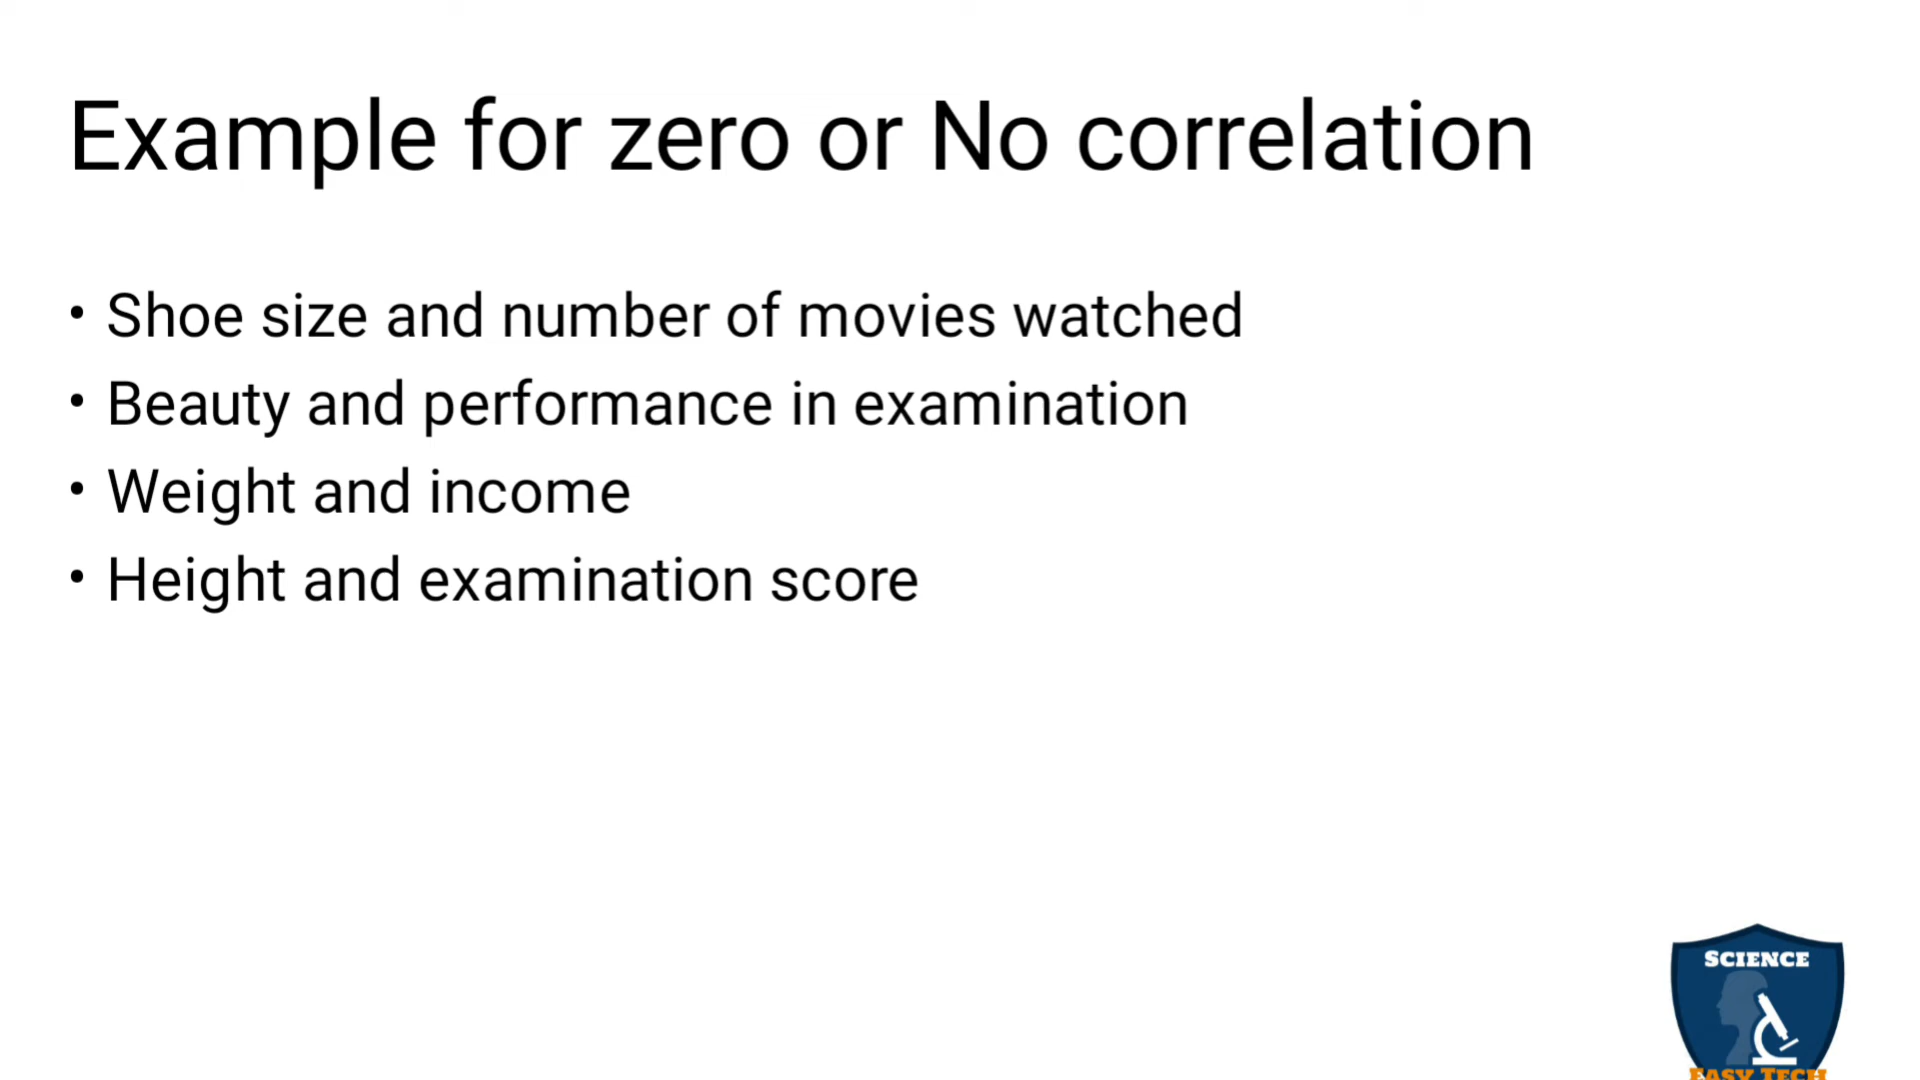 Example for zero or No correlation
• Shoe size and number of movies watched
• Beauty and performance in examination
• Weight and income
• Height and examination score
SCIENCE
EASY TECH